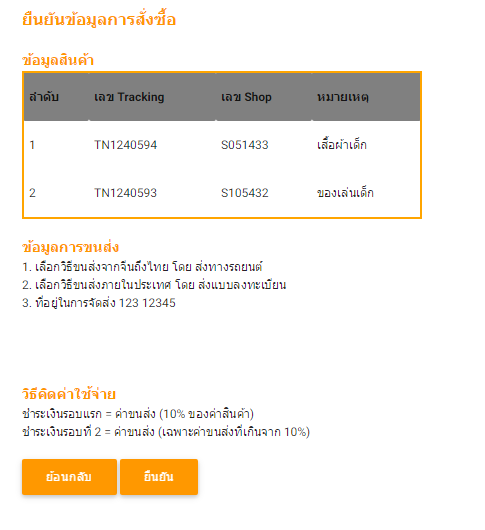 ยืนยันข้อมูลการสั่งซื้อ
ข้อมูลสินค้า
ลำดับ เลข Tracking เลข Shop หมายเหตุ
1 TN1240594 S051433 เสื้อผ้าเด็ก
2 TN1240593 S105432 ของเล่นเด็ก
ข้อมูลการขนส่ง
1. เลือกวิธีขนส่งจากจีนถึงไทย โดย ส่งทางรถยนต์
2. เลือกวิธีขนส่งภายในประเทศ โดย ส่งแบบลงทะเบียน
3. ที่อยู่ในการจัดส่ง 123 12345
วิธีคิดค่าใช้จ่าย
ชำระเงินรอบแรก = ค่าขนส่ง (10% ของค่าสินค้า)
ชำระเงินรอบที่ 2 = ค่าขนส่ง (เฉพาะค่าขนส่งที่เกินจาก 10%)
ย้อนกลับ ยืนยัน